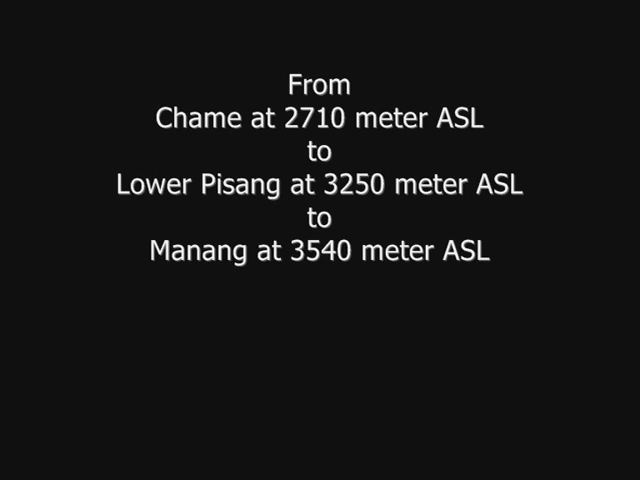 From
Chame at 2710 meter ASL
to
Lower Pisang at 3250 meter ASL
to
Manang at 3540 meter ASL